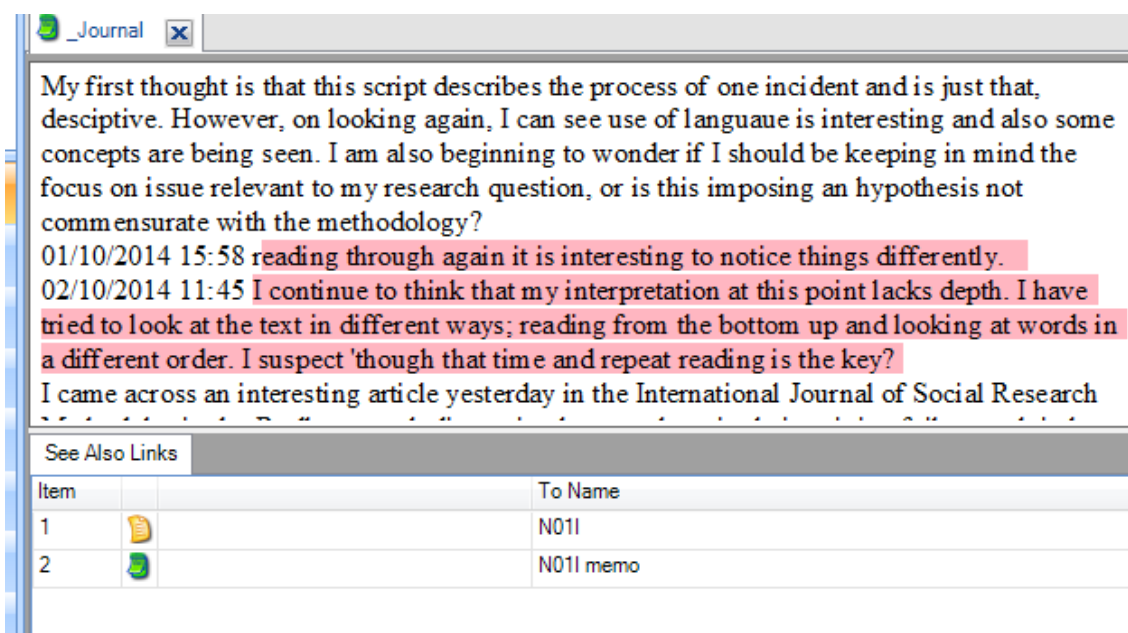 _Journal
My first thought is that this script describes the process of one incident and is just that,
desciptive. However, on looking again, I can see use of languaue is interesting and also some
concepts are being seen. I am also beginning to wonder if I should be keeping in mind the
focus on issue relevant to my research question, or is this imposing an hypothesis not
commensurate with the methodology?
01/10/2014 15:58 reading through again it is interesting to notice things differently.
02/10/2014 11:45 I continue to think that my interpretation at this point lacks depth. I have
tried to look at the text in different ways; reading from the bottom up and looking at words in
a different order. I suspect 'though that time and repeat reading is the key?
I came across an interesting article yesterday in the International Journal of Social Research
See Also Links
Item To Name
1 N01I
2 N01I memo